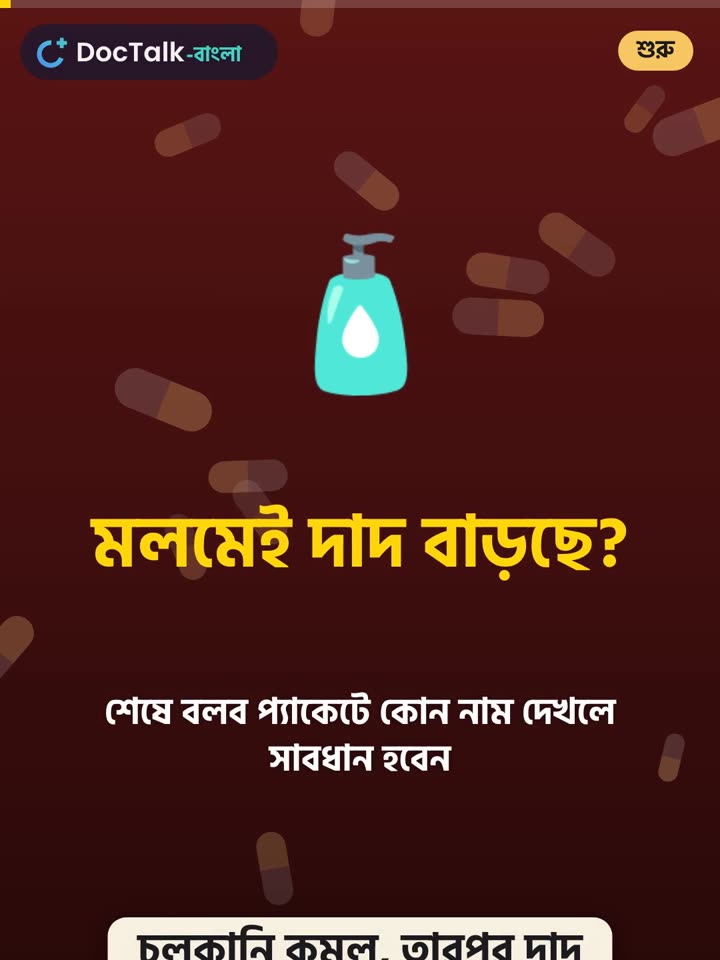 DocTalk-বাংলা
শুরু
মলমেই দাদ বাড়ছে?
শেষে বলব প্যাকেটে কোন নাম দেখলে
সাবধান হবেন
চুলকানি কমল, তারপর দাদ